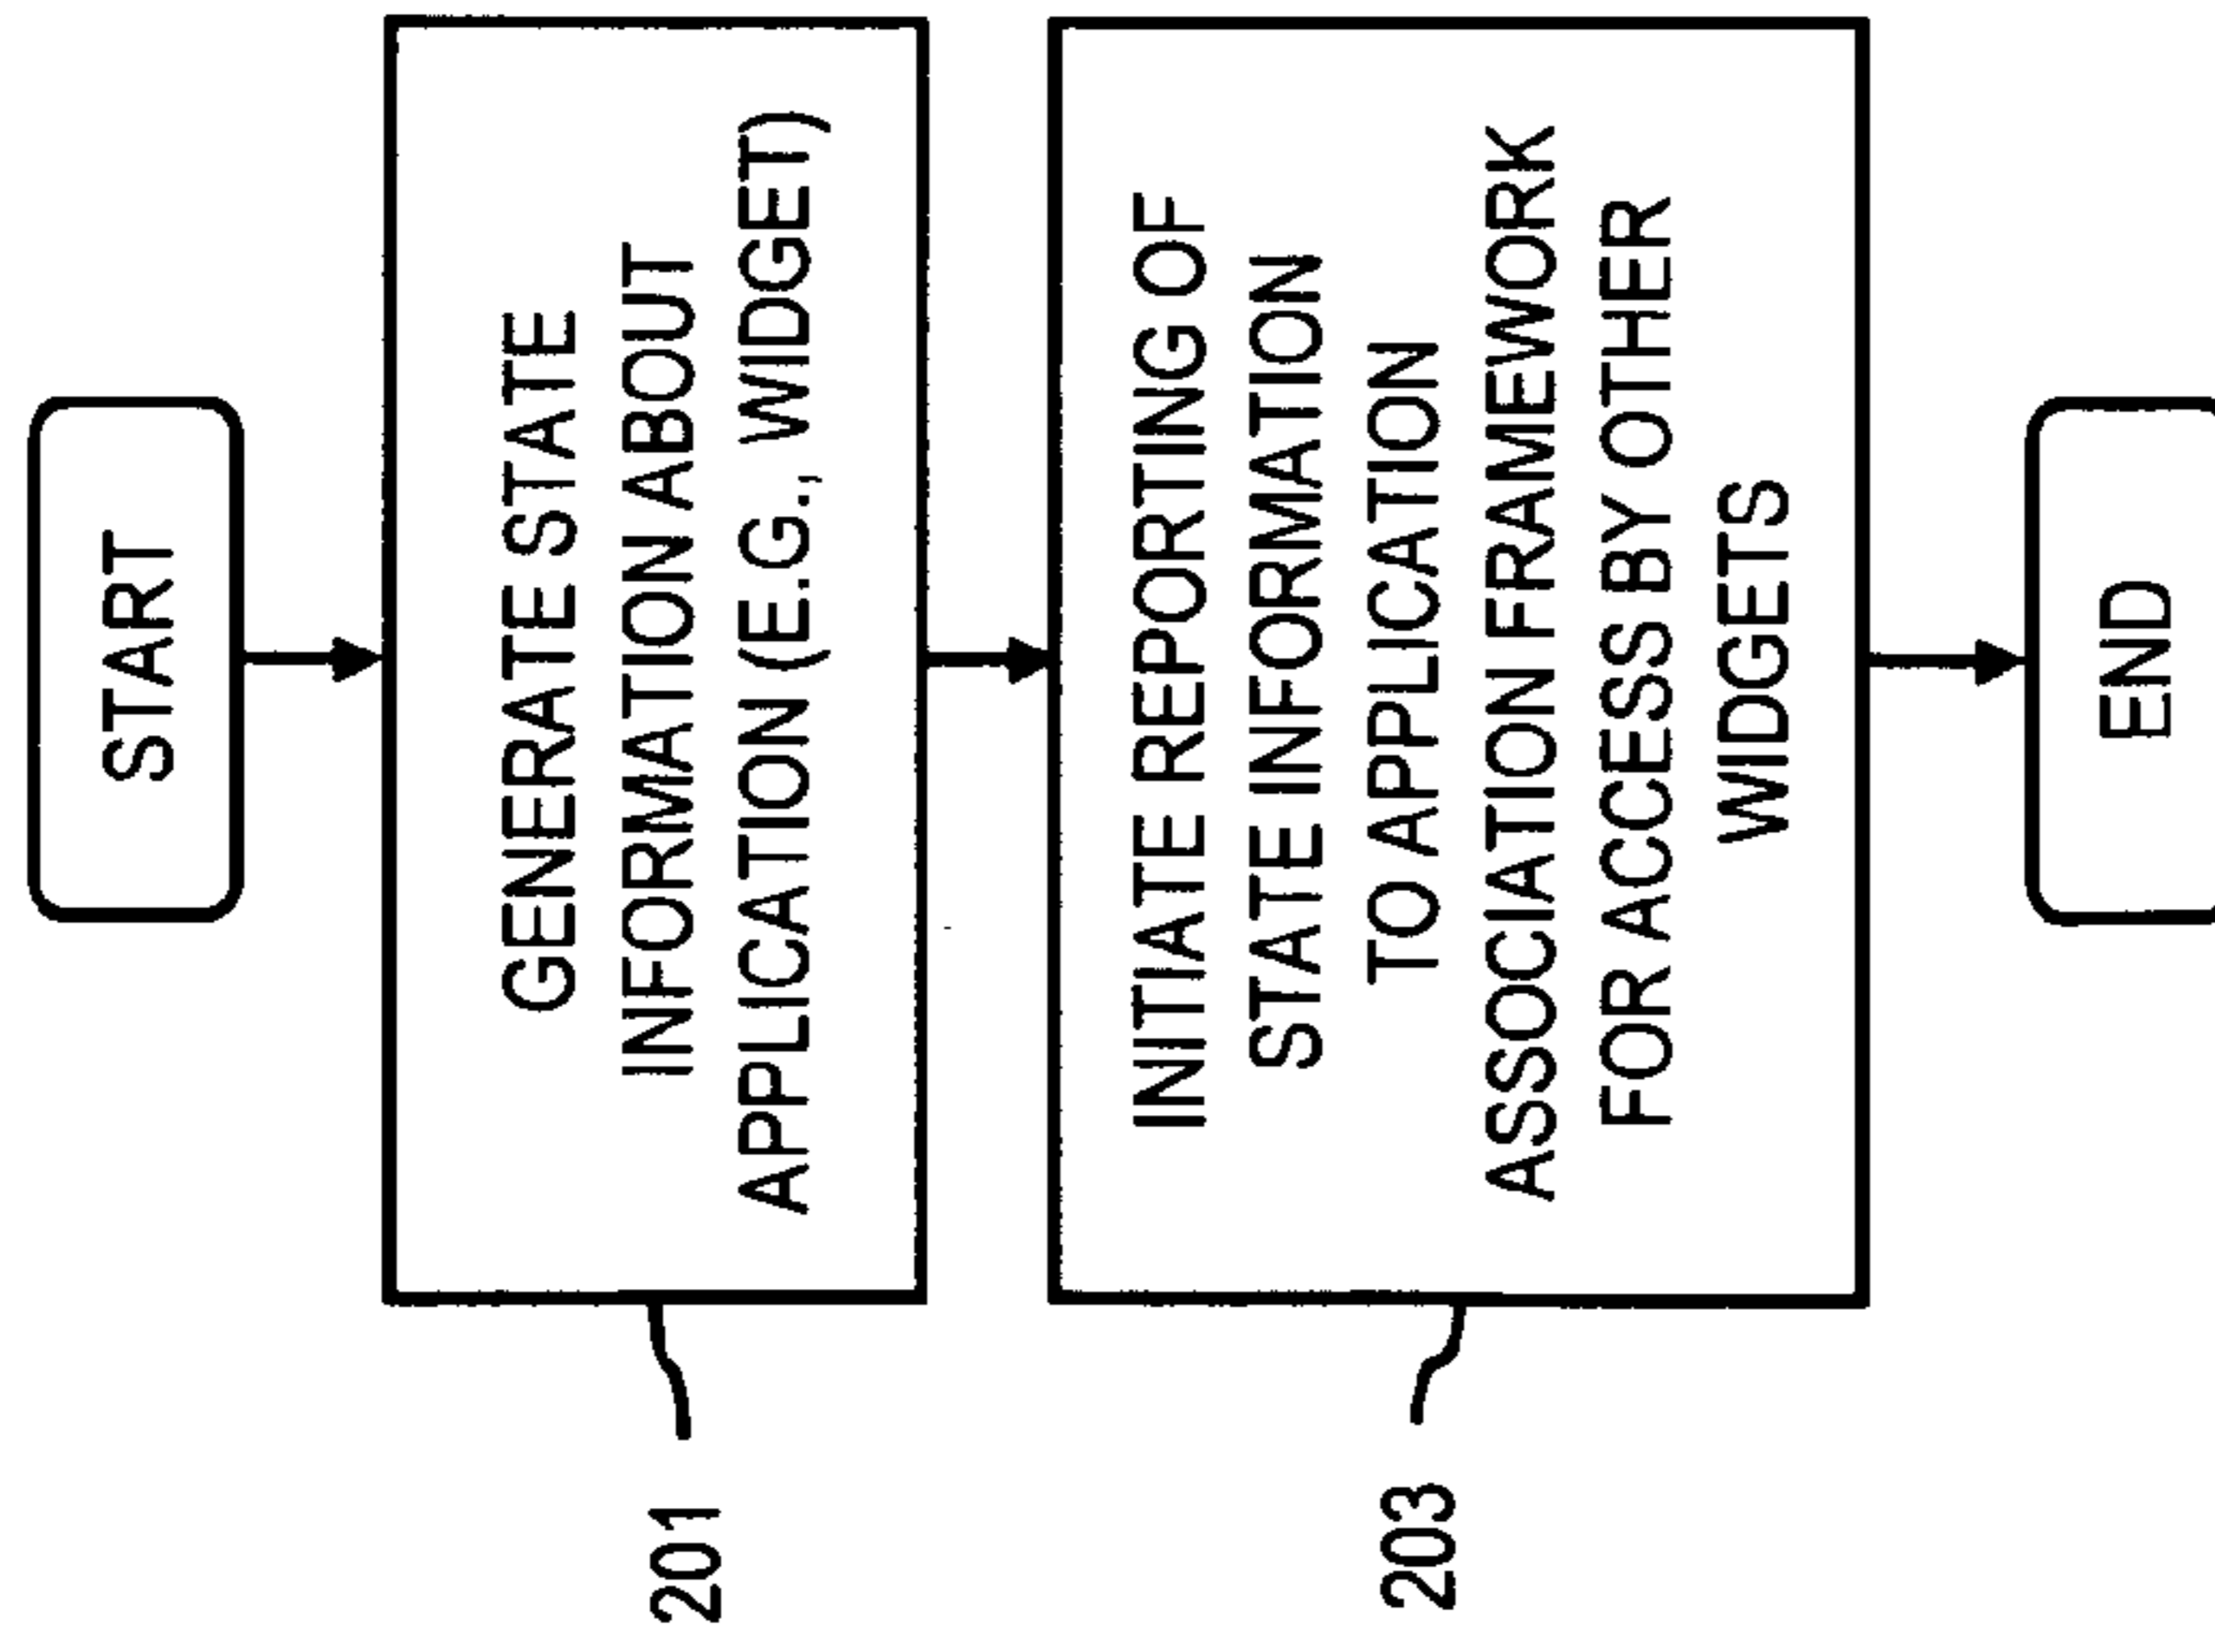 START
GENERATE STATE
INFORMATION ABOUT
APPLICATION (E.G., WIDGET)
201
INITIATE REPORTING OF
STATE INFORMATION
TO APPLICATION
ASSOCIATION FRAMEWORK
FOR ACCESS BY OTHER
WIDGETS
203
END